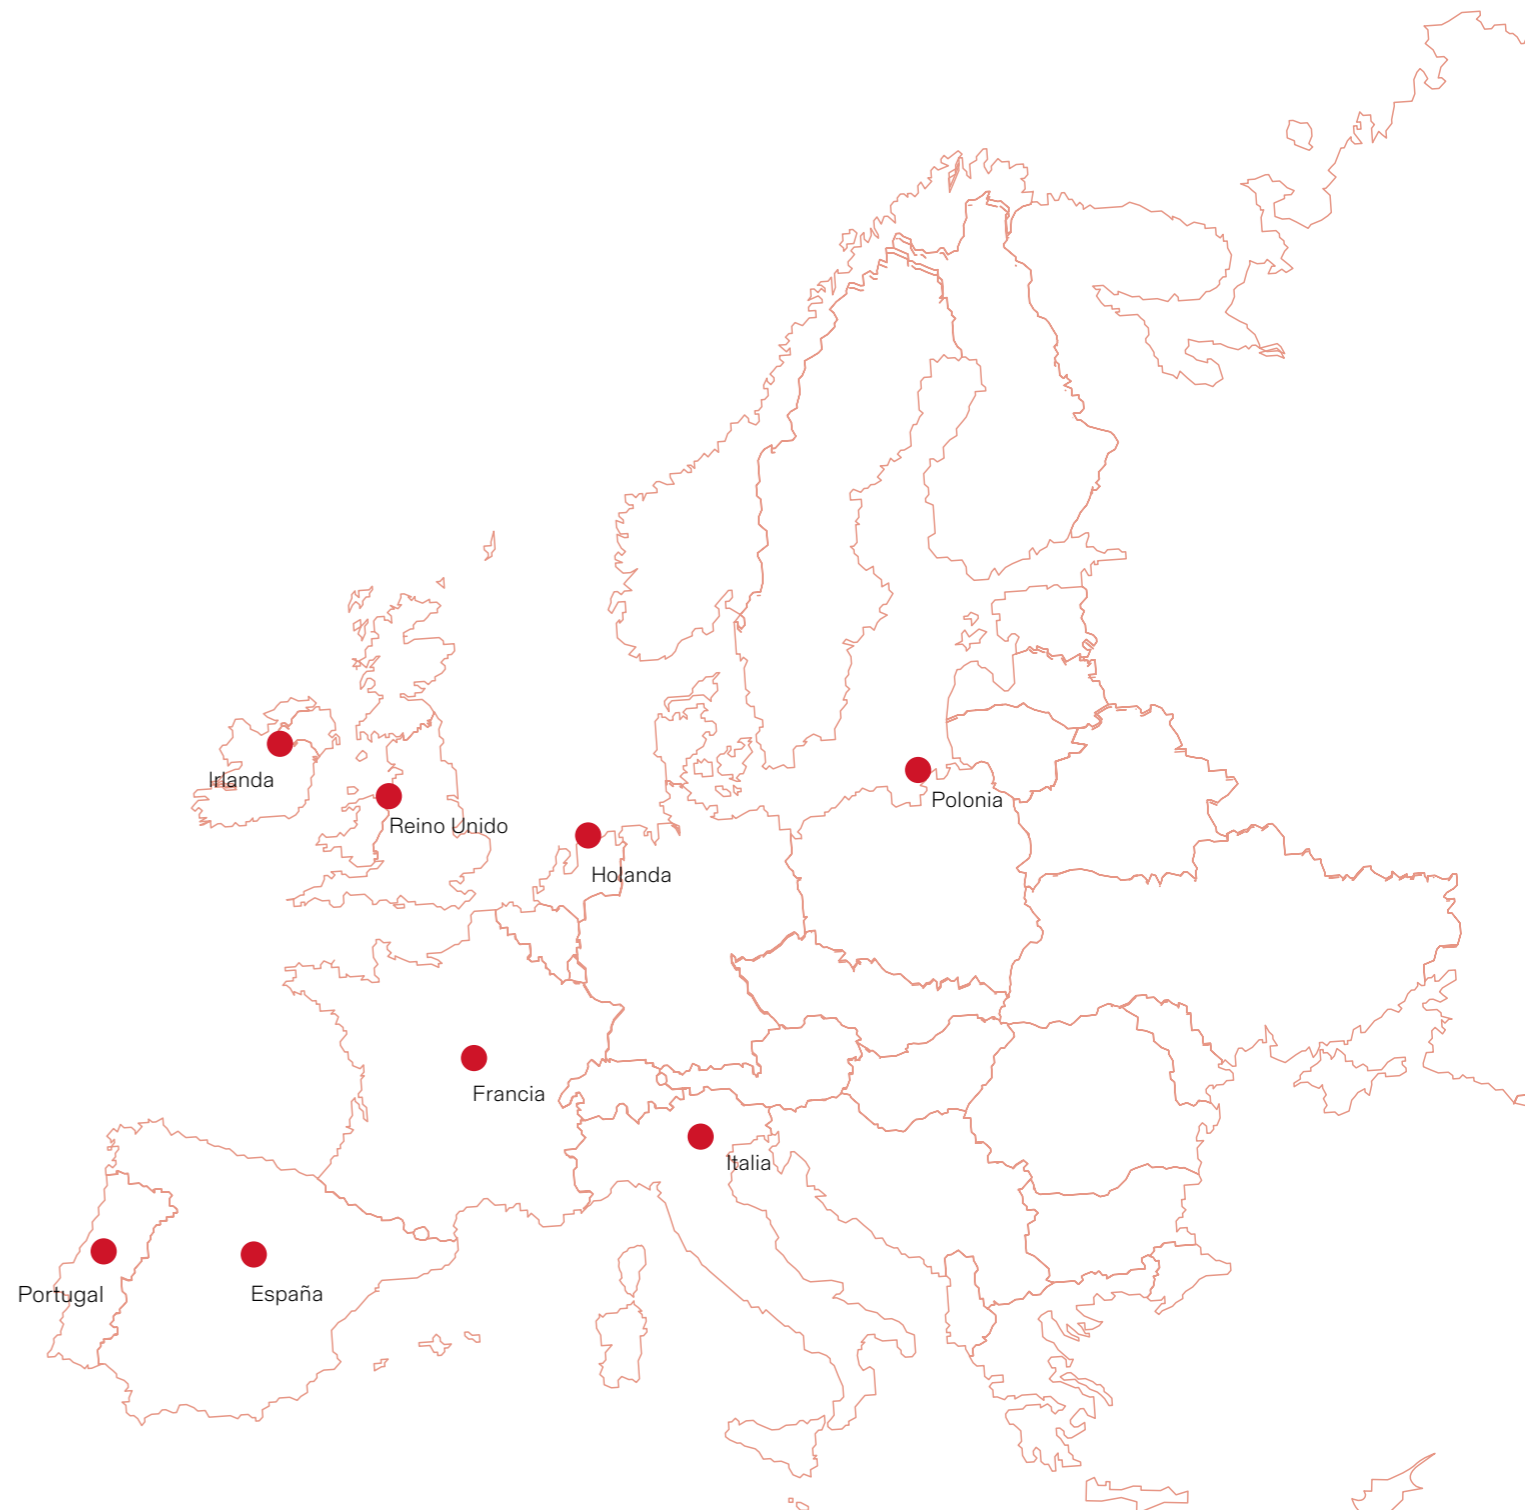 Irlanda
Polonia
Reino Unido
Holanda
Francia
Italia
Portugal
España